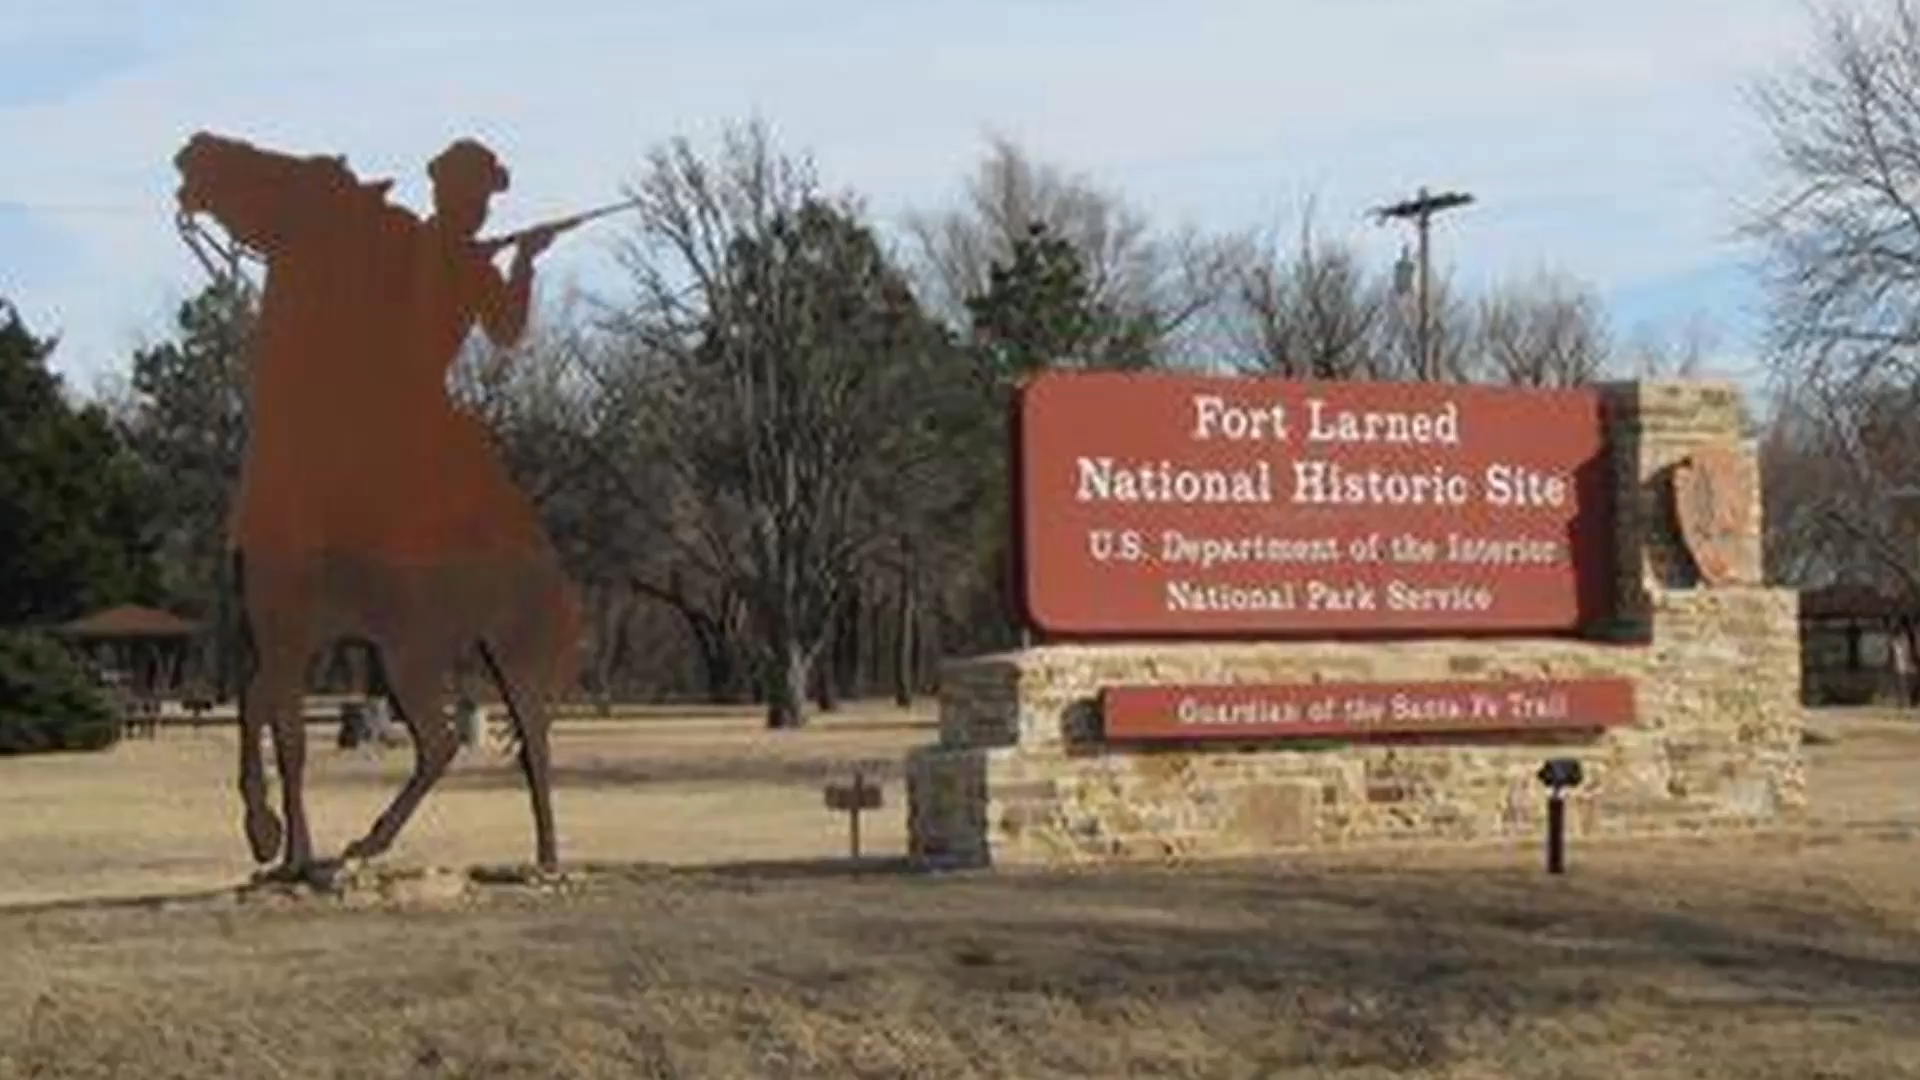 Fort Larned
National Historic Site
U.S. Department of the Interior
National Park Service
Guardian of the Santa Fe Trail